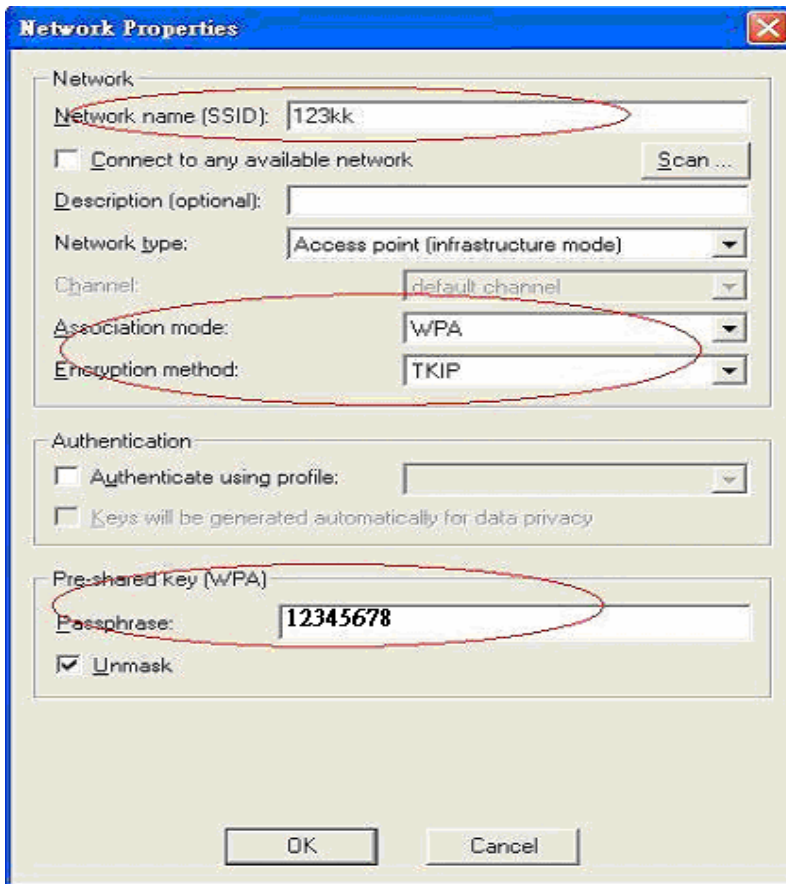 Network Properties
Network
Network name (SSID): 123kk
Connect to any available network Scan ...
Description (optional):
Network type: Access point (infrastructure mode)
Channel: default channel
Association mode: WPA
Encryption method: TKIP
Authentication
Authenticate using profile:
Keys will be generated automatically for data privacy
Pre-shared key (WPA)
Passphrase: 12345678
Unmask
OK Cancel